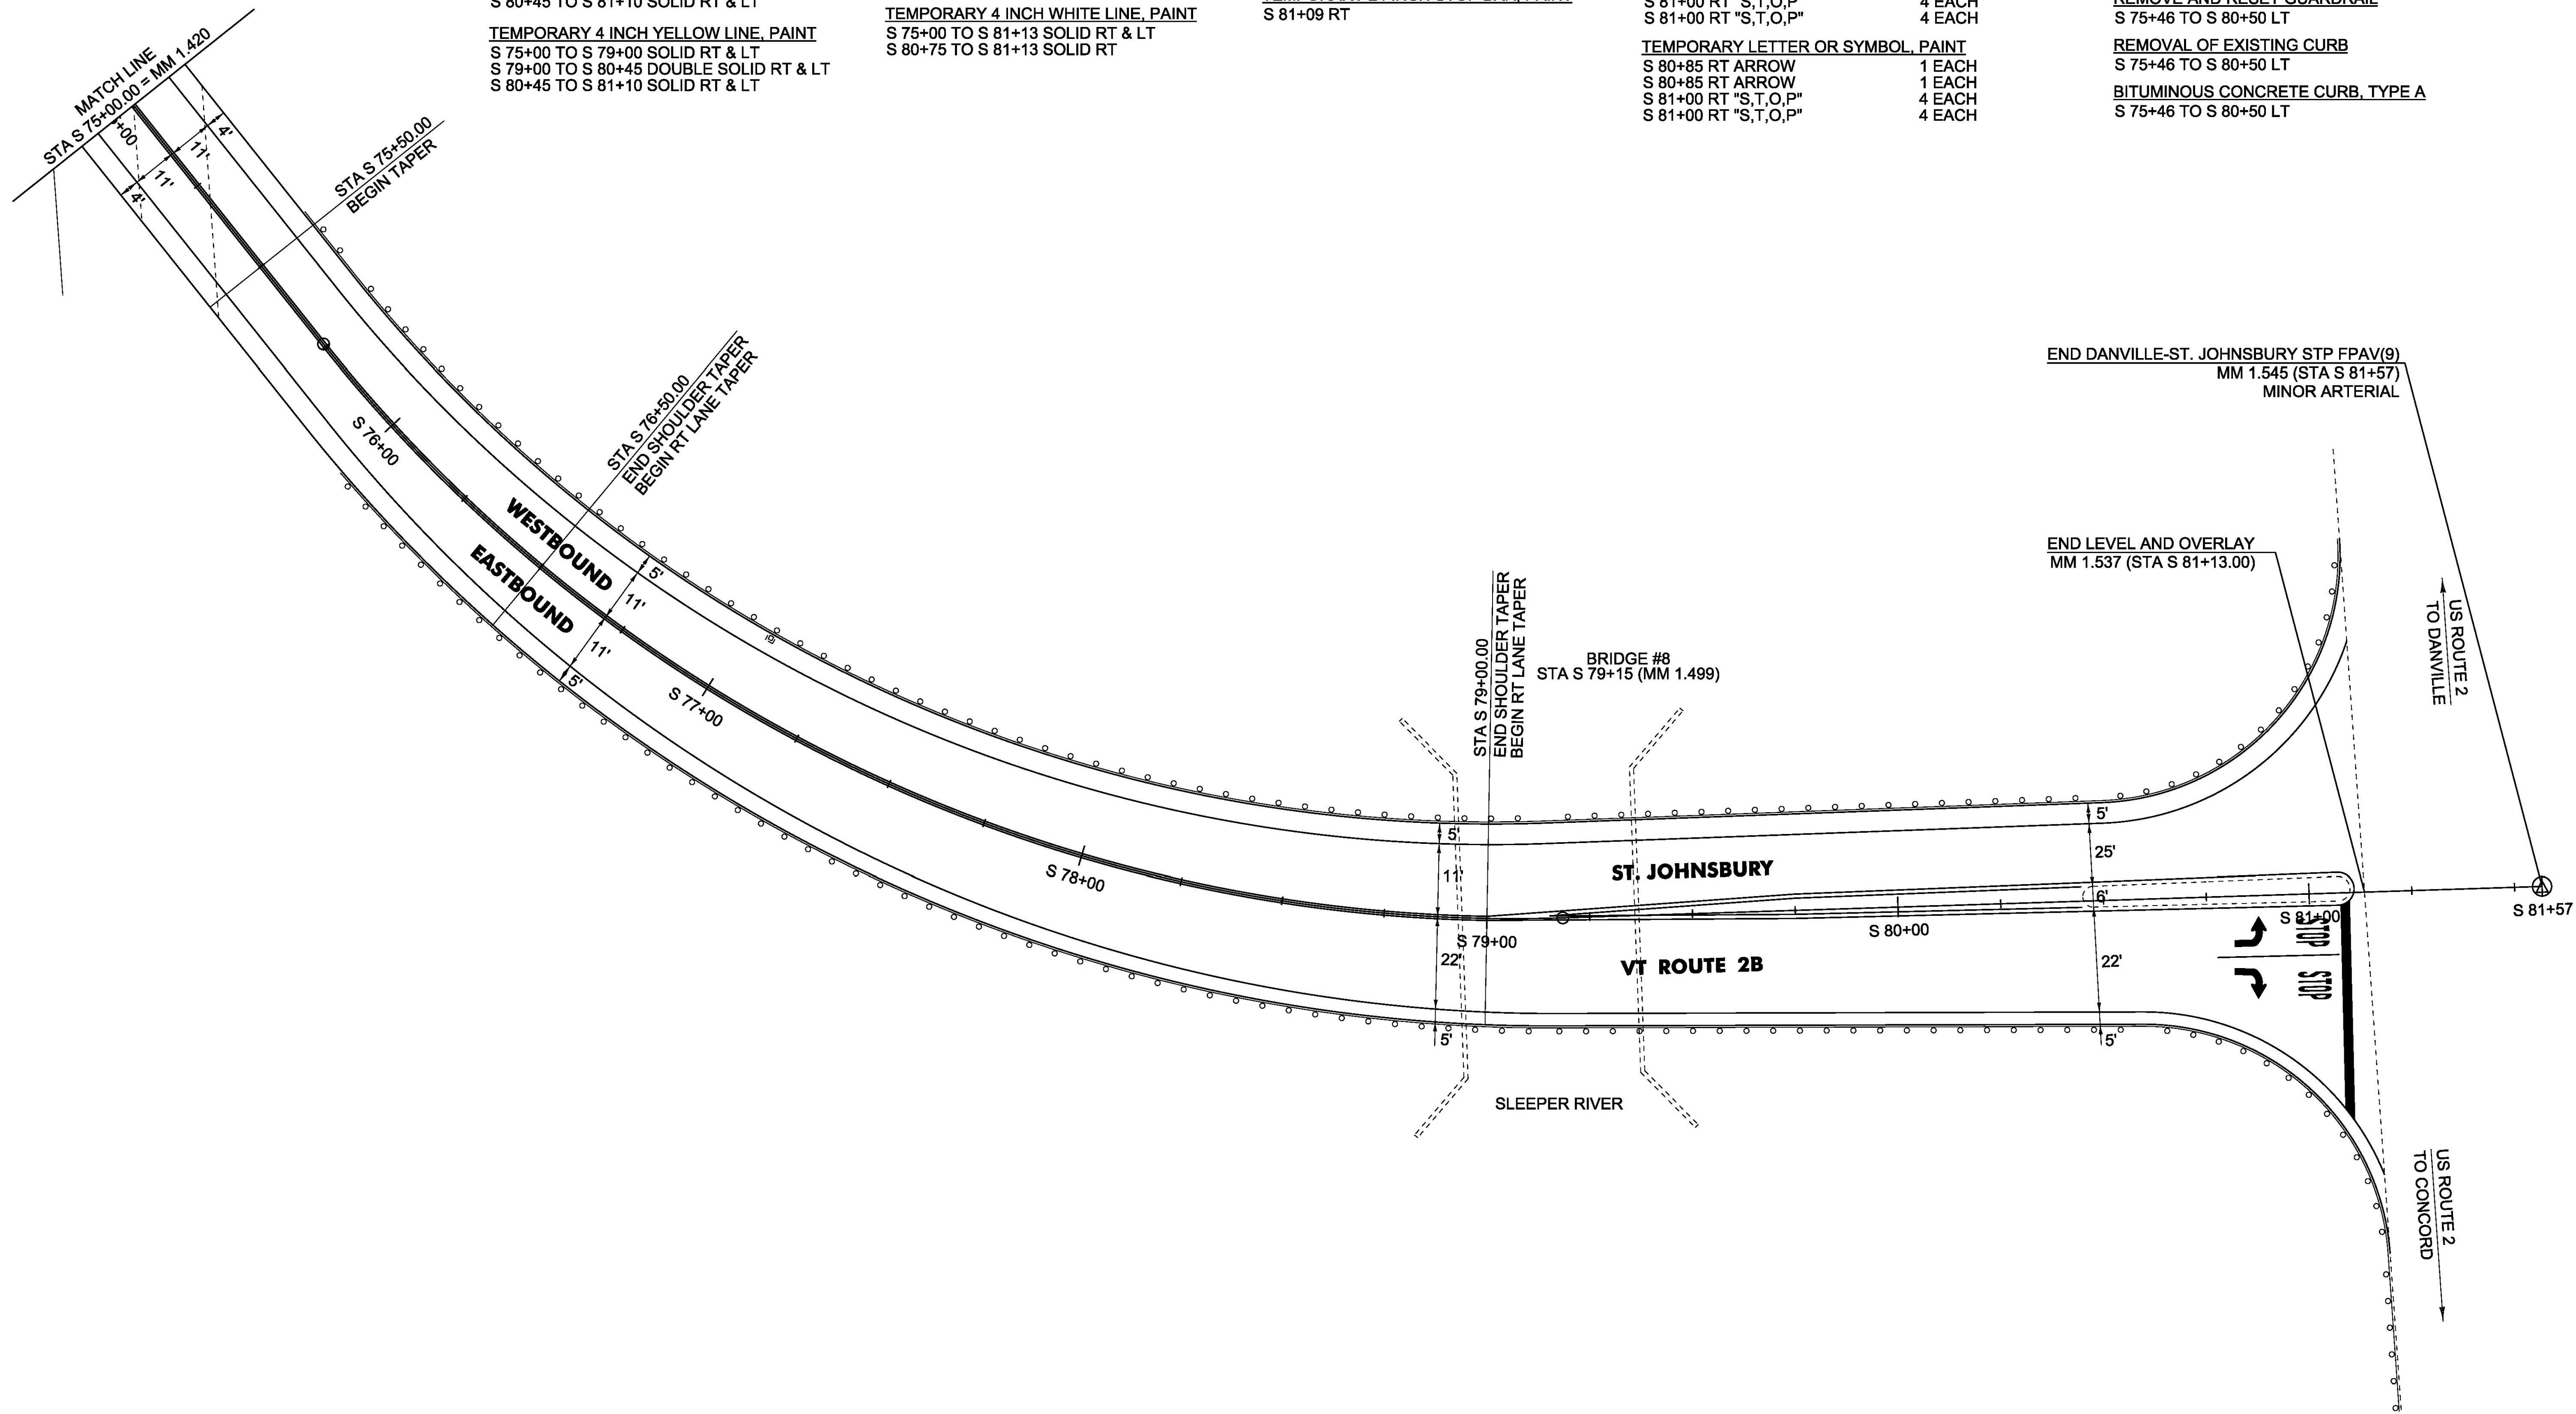 S 80+45 TO S 81+10 SOLID RT & LT
TEMPORARY 4 INCH YELLOW LINE, PAINT
S 75+00 TO S 79+00 SOLID RT & LT
S 79+00 TO S 80+45 DOUBLE SOLID RT & LT
S 80+45 TO S 81+10 SOLID RT & LT
TEMPORARY 4 INCH WHITE LINE, PAINT
S 75+00 TO S 81+13 SOLID RT & LT
S 80+75 TO S 81+13 SOLID RT
S 81+09 RT
S 81+00 RT "S,T,O,P" 4 EACH
S 81+00 RT "S,T,O,P" 4 EACH
TEMPORARY LETTER OR SYMBOL, PAINT
S 80+85 RT ARROW 1 EACH
S 80+85 RT ARROW 1 EACH
S 81+00 RT "S,T,O,P" 4 EACH
S 81+00 RT "S,T,O,P" 4 EACH
REMOVE AND RESET GUARDRAIL
S 75+46 TO S 80+50 LT
REMOVAL OF EXISTING CURB
S 75+46 TO S 80+50 LT
BITUMINOUS CONCRETE CURB, TYPE A
S 75+46 TO S 80+50 LT
MATCH LINE
STA S 75+00.00 = MM 1.420
+00
4'
11'
11'
4'
STA S 75+50.00
BEGIN TAPER
S 76+00
STA S 76+50.00
END SHOULDER TAPER
BEGIN RT LANE TAPER
WESTBOUND
EASTBOUND
5'
11'
11'
5'
S 77+00
S 78+00
STA S 79+00.00
END SHOULDER TAPER
BEGIN RT LANE TAPER
BRIDGE #8
STA S 79+15 (MM 1.499)
5'
11'
22'
5'
S 79+00
ST. JOHNSBURY
VT ROUTE 2B
S 80+00
SLEEPER RIVER
5'
25'
6'
22'
5'
S 81+00
STOP
STOP
S 81+57
END DANVILLE-ST. JOHNSBURY STP FPAV(9)
MM 1.545 (STA S 81+57)
MINOR ARTERIAL
END LEVEL AND OVERLAY
MM 1.537 (STA S 81+13.00)
US ROUTE 2
TO DANVILLE
US ROUTE 2
TO CONCORD